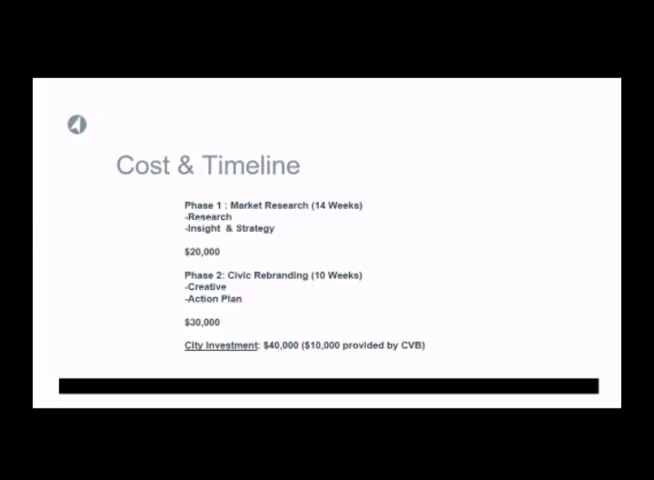 Cost & Timeline
Phase 1 : Market Research (14 Weeks)
-Research
-Insight & Strategy
$20,000
Phase 2: Civic Rebranding (10 Weeks)
-Creative
-Action Plan
$30,000
City Investment: $40,000 ($10,000 provided by CVB)